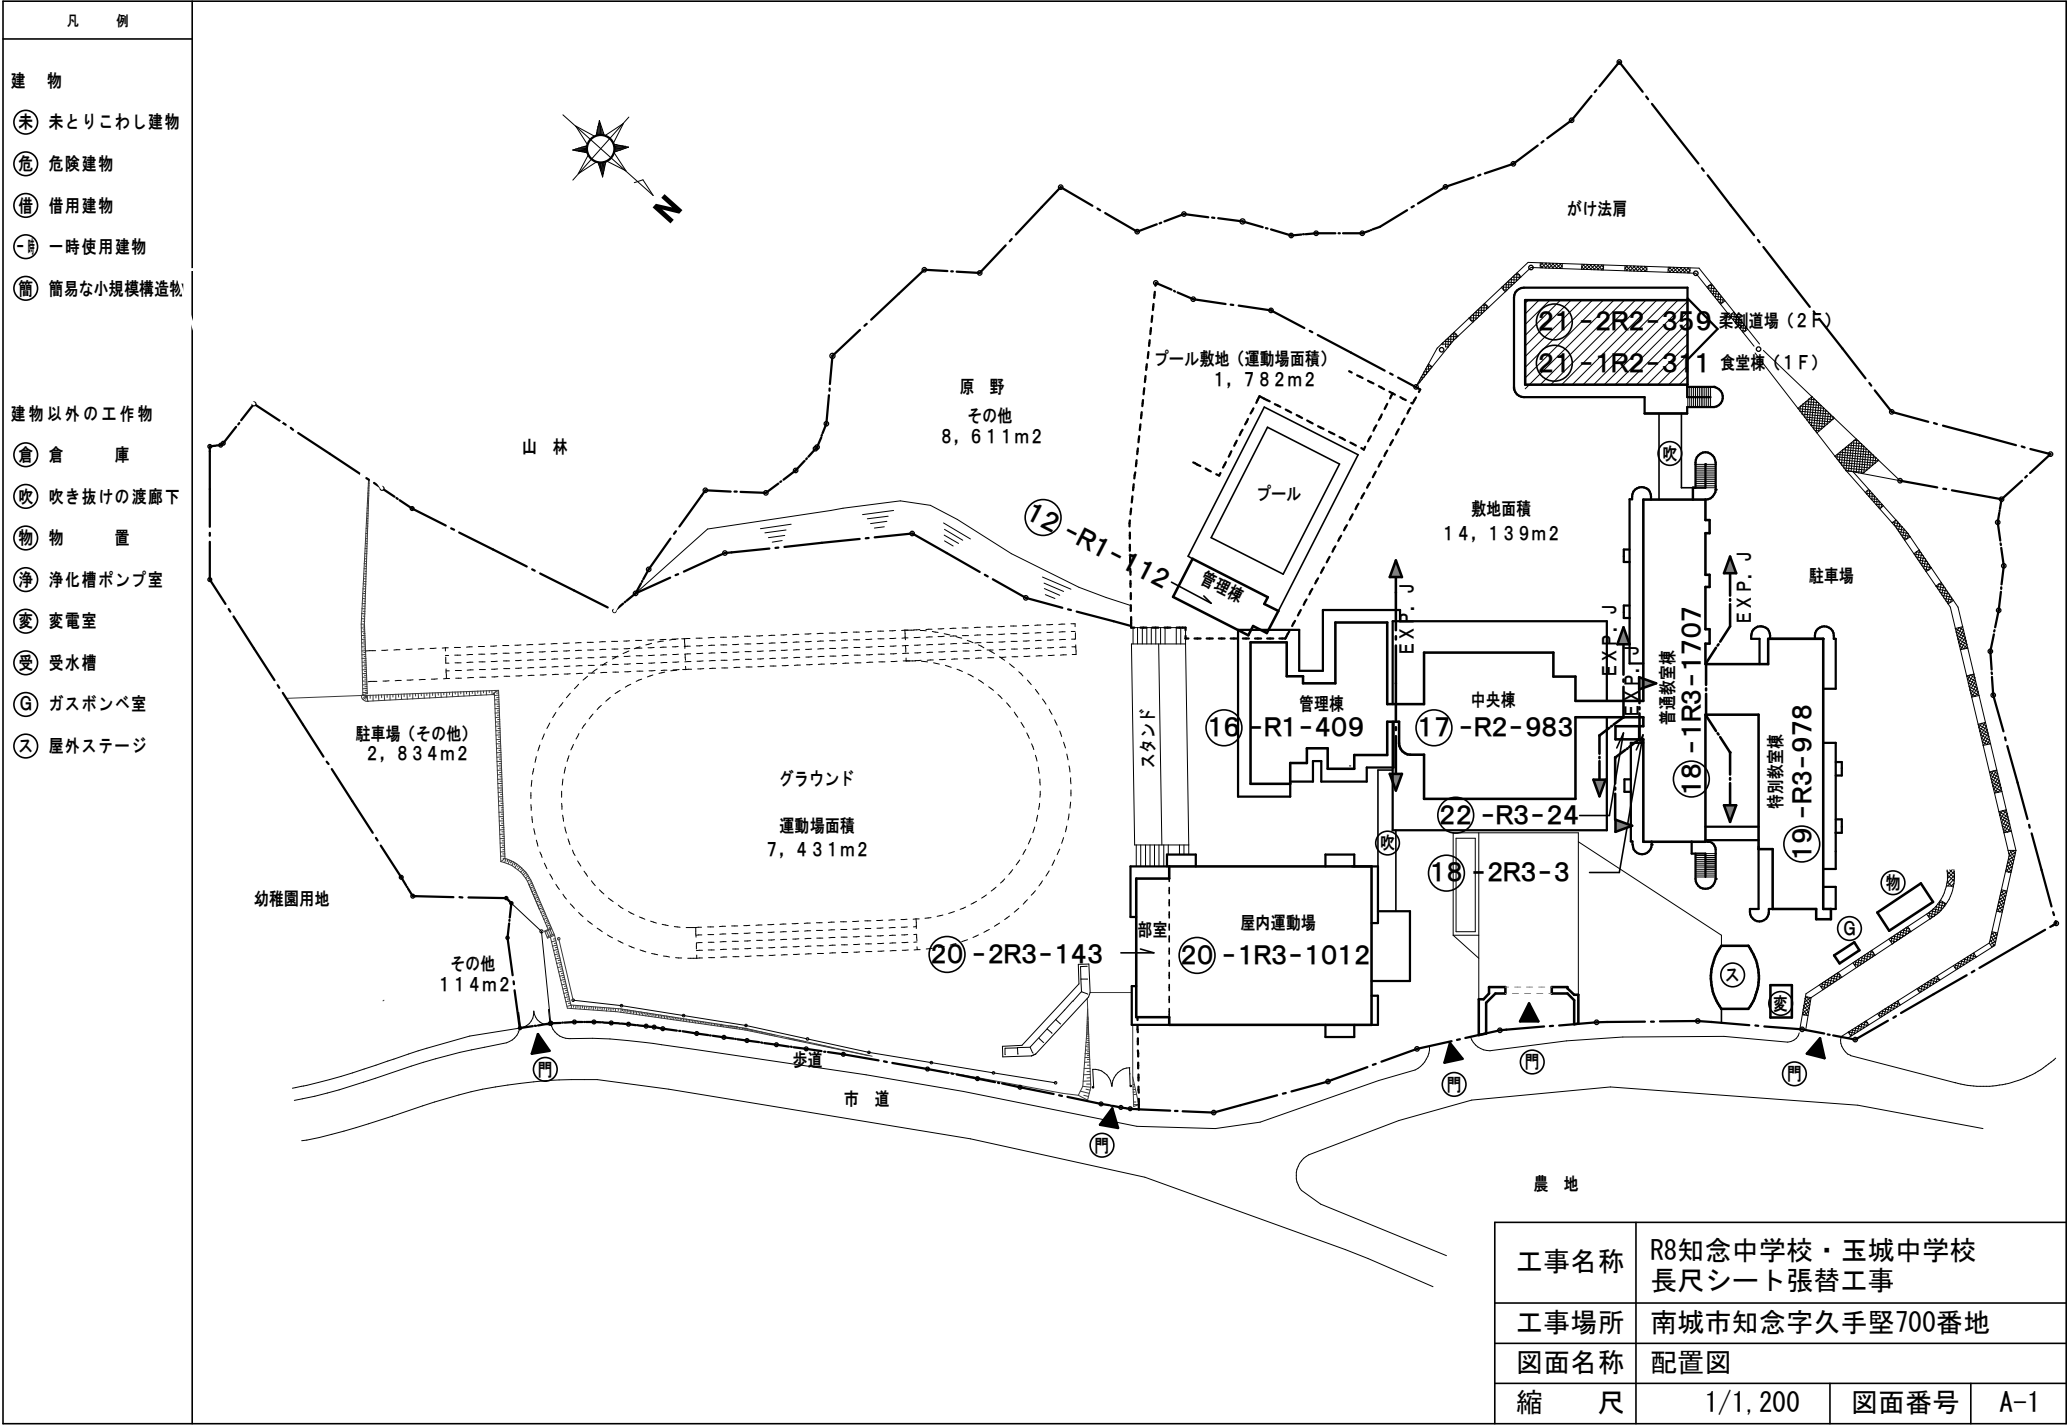 凡 例
建 物
未 未とりこわし建物
危 危険建物
借 借用建物
一時 一時使用建物
簡 簡易な小規模構造物
建物以外の工作物
倉 倉 庫
吹 吹き抜けの渡廊下
物 物 置
浄 浄化槽ポンプ室
変 変電室
受 受水槽
G ガスボンベ室
ス 屋外ステージ
N
がけ法肩
21-2R2-359 柔剣道場(2F)
21-1R2-311 食堂棟(1F)
プール敷地(運動場面積)
1,782m2
原 野
その他
8,611m2
山 林
吹
プール
敷地面積
14,139m2
12-R1-112
管理棟
駐車場
EXP.J
EXP.J
EXP.J
EXP.J
管理棟
16-R1-409
中央棟
17-R2-983
普通教室棟
18-1R3-1707
特別教室棟
19-R3-978
スタンド
駐車場(その他)
2,834m2
グラウンド
運動場面積
7,431m2
22-R3-24
吹
18-2R3-3
幼稚園用地
物
G
部室
屋内運動場
20-2R3-143
20-1R3-1012
その他
114m2
ス
変
歩道
門
門
門
門
門
市 道
農 地
工事名称 R8知念中学校・玉城中学校
長尺シート張替工事
工事場所 南城市知念字久手堅700番地
図面名称 配置図
縮 尺 1/1,200 図面番号 A-1